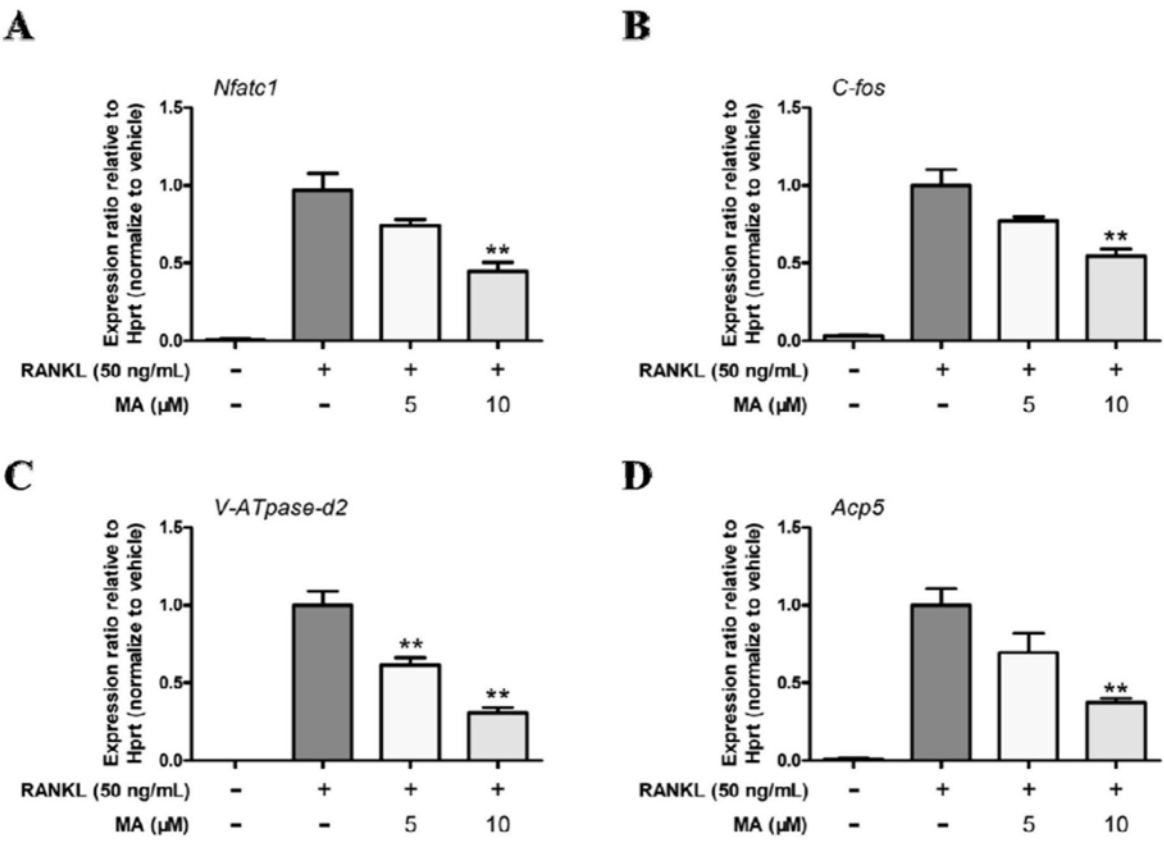 A
Nfatc1
Expression ratio relative to
Hprt (normalize to vehicle)
1.5
1.0
0.5
0.0
**
RANKL (50 ng/mL) - + + +
MA (µM) - - 5 10
B
C-fos
Expression ratio relative to
Hprt (normalize to vehicle)
1.5
1.0
0.5
0.0
**
RANKL (50 ng/mL) - + + +
MA (µM) - - 5 10
C
V-ATpase-d2
Expression ratio relative to
Hprt (normalize to vehicle)
1.5
1.0
0.5
0.0
**
**
RANKL (50 ng/mL) - + + +
MA (µM) - - 5 10
D
Acp5
Expression ratio relative to
Hprt (normalize to vehicle)
1.5
1.0
0.5
0.0
**
RANKL (50 ng/mL) - + + +
MA (µM) - - 5 10